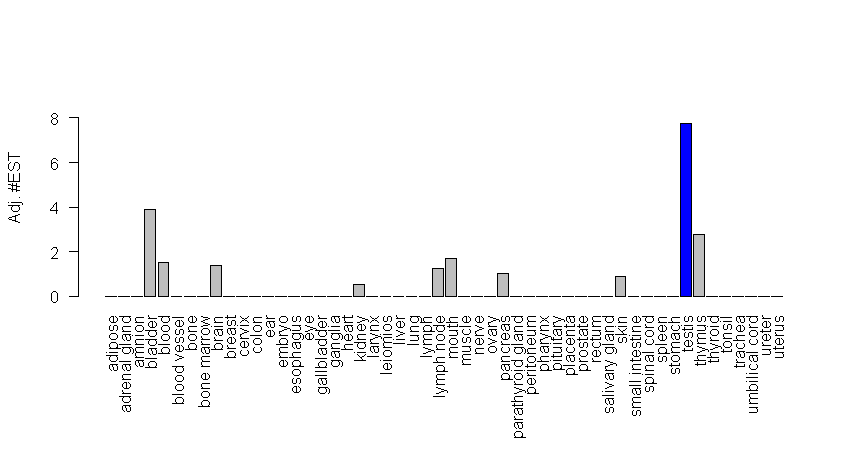 Adj. #EST
8
6
4
2
0
adipose
adrenal gland
amnion
bladder
blood
blood vessel
bone
bone marrow
brain
breast
cervix
colon
ear
embryo
esophagus
eye
gallbladder
ganglia
heart
kidney
larynx
leiomios
liver
lung
lymph
lymph node
mouth
muscle
nerve
ovary
pancreas
parathyroid gland
peritoneum
pharynx
pituitary
placenta
prostate
rectum
salivary gland
skin
small intestine
spinal cord
spleen
stomach
testis
thymus
thyroid
tonsil
trachea
umbilical cord
ureter
uterus